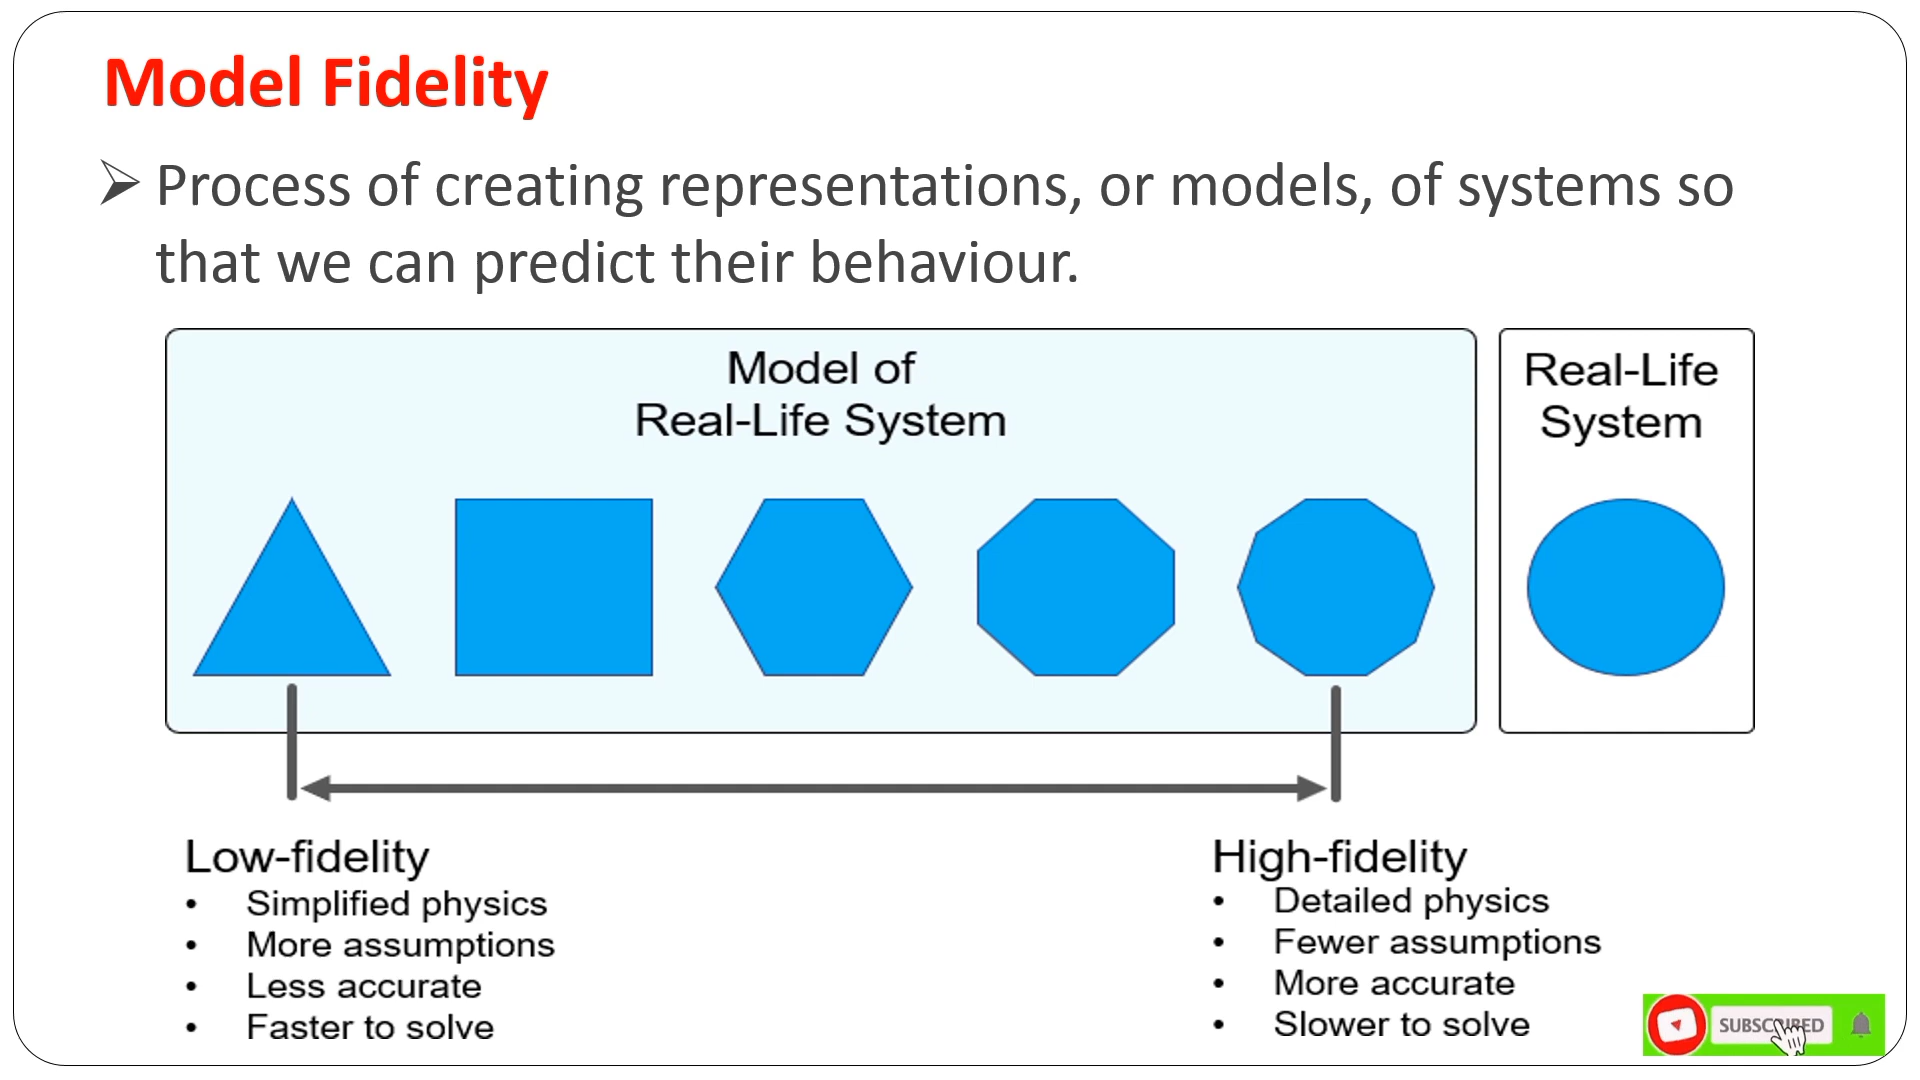 Model Fidelity
➢ Process of creating representations, or models, of systems so
that we can predict their behaviour.
Model of
Real-Life System
Real-Life
System
Low-fidelity
• Simplified physics
• More assumptions
• Less accurate
• Faster to solve
High-fidelity
• Detailed physics
• Fewer assumptions
• More accurate
• Slower to solve
SUBSCRIBED